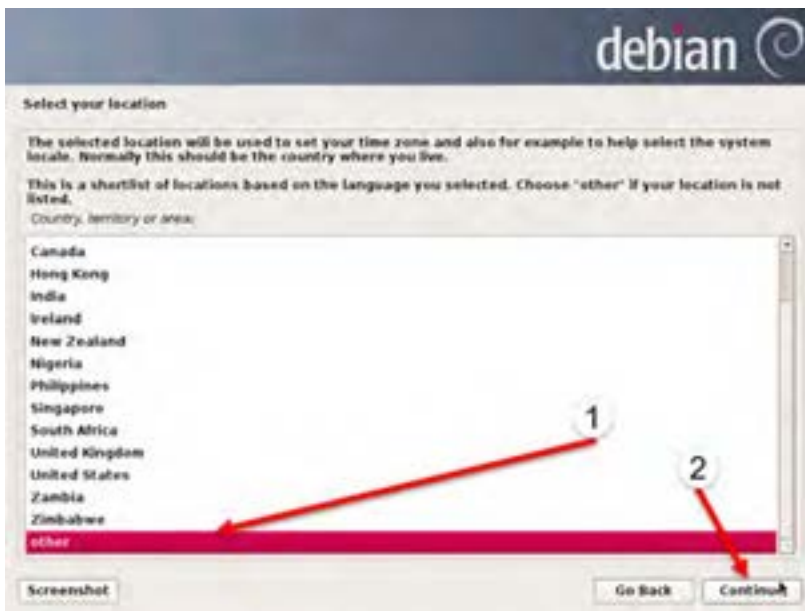 debian
Select your location
The selected location will be used to set your time zone and also for example to help select the system
locale. Normally this should be the country where you live.
This is a shortlist of locations based on the language you selected. Choose "other" if your location is not
listed.
Country, territory or area:
Canada
Hong Kong
India
Ireland
New Zealand
Nigeria
Philippines
Singapore
South Africa
United Kingdom
United States
Zambia
Zimbabwe
other
1
2
Screenshot
Go Back
Continue